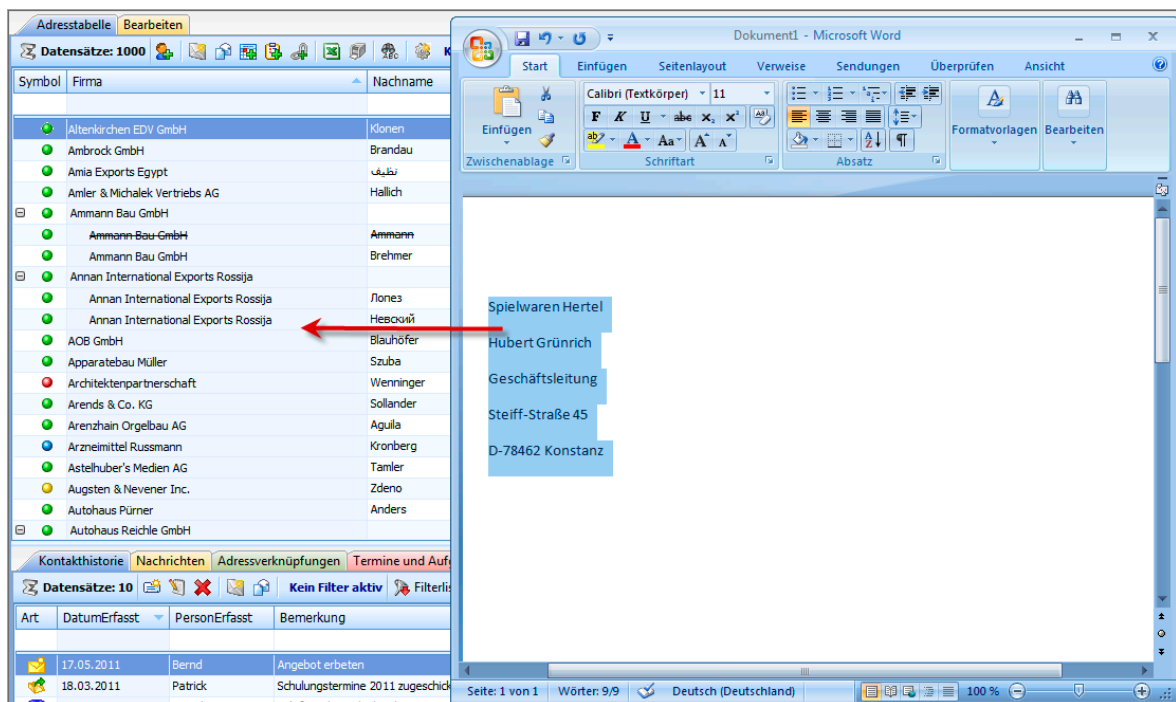 Adresstabelle Bearbeiten
Datensätze: 1000
Symbol Firma Nachname
Altenkirchen EDV GmbH Klonen
Ambrock GmbH Brandau
Amia Exports Egypt نظيف
Amler & Michalek Vertriebs AG Hallich
Ammann Bau GmbH
Ammann Bau GmbH Ammann
Ammann Bau GmbH Brehmer
Annan International Exports Rossija
Annan International Exports Rossija Лопез
Annan International Exports Rossija Невский
AOB GmbH Blauhöfer
Apparatebau Müller Szuba
Architektenpartnerschaft Wenninger
Arends & Co. KG Sollander
Arenzhain Orgelbau AG Aguila
Arzneimittel Russmann Kronberg
Astelhuber's Medien AG Tamler
Augsten & Nevener Inc. Zdeno
Autohaus Pürner Anders
Autohaus Reichle GmbH
Kontakthistorie Nachrichten Adressverknüpfungen Termine und Aufg
Datensätze: 10 Kein Filter aktiv Filterlis
Art DatumErfasst PersonErfasst Bemerkung
17.05.2011 Bernd Angebot erbeten
18.03.2011 Patrick Schulungstermine 2011 zugeschick
Dokument1 - Microsoft Word
Start Einfügen Seitenlayout Verweise Sendungen Überprüfen Ansicht
Calibri (Textkörper) 11
F K U abc x₂ x²
Einfügen
Aa A A
Formatvorlagen Bearbeiten
Zwischenablage Schriftart Absatz
Spielwaren Hertel
Hubert Grünrich
Geschäftsleitung
Steiff-Straße 45
D-78462 Konstanz
Seite: 1 von 1 Wörter: 9/9 Deutsch (Deutschland) 100 %